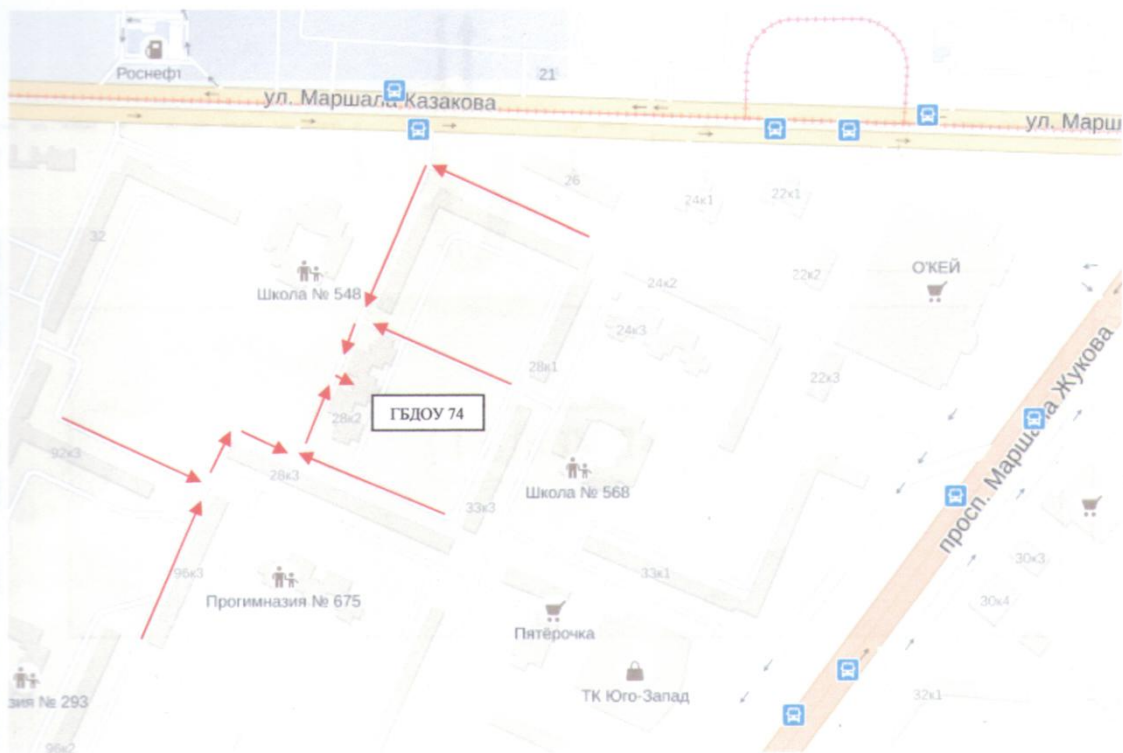 Роснефт
21
ул. Маршала Казакова
ул. Марш
26
24к1
22к1
32
Школа № 548
24к2
22к2
О'КЕЙ
24к3
28к1
22к3
просп. Маршала Жукова
ГБДОУ 74
28к2
92к3
28к3
Школа № 568
33к3
96к3
33к1
30к3
Прогимназия № 675
30к4
Пятёрочка
зия № 293
ТК Юго-Запад
32к1
96к2